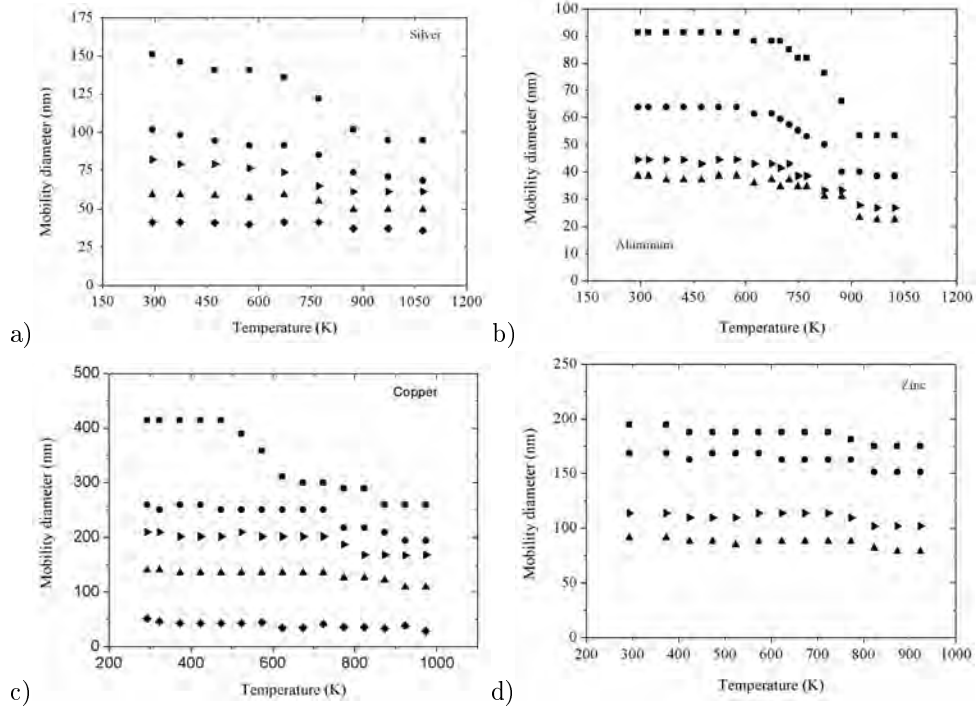 Silver
Mobility diameter (nm)
175
150
125
100
75
50
25
0
150 300 450 600 750 900 1050 1200
Temperature (K)
a)
Aluminum
Mobility diameter (nm)
100
90
80
70
60
50
40
30
20
10
0
150 300 450 600 750 900 1050 1200
Temperature (K)
b)
Copper
Mobility diameter (nm)
500
400
300
200
100
0
200 400 600 800 1000
Temperature (K)
c)
Zinc
Mobility diameter (nm)
250
200
150
100
50
0
200 300 400 500 600 700 800 900 1000
Temperature (K)
d)